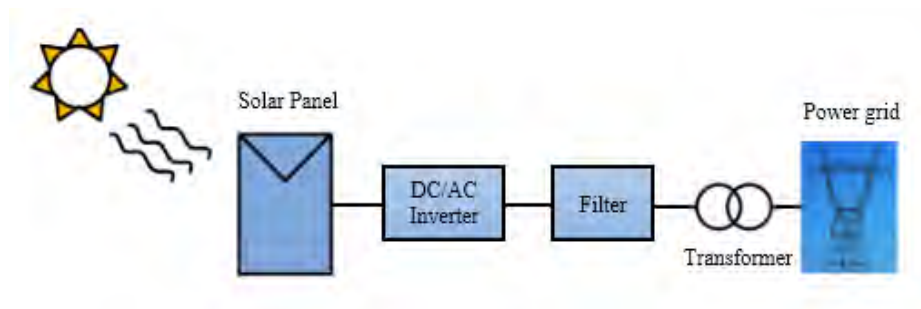 Solar Panel
Power grid
DC/AC
Inverter
Filter
Transformer